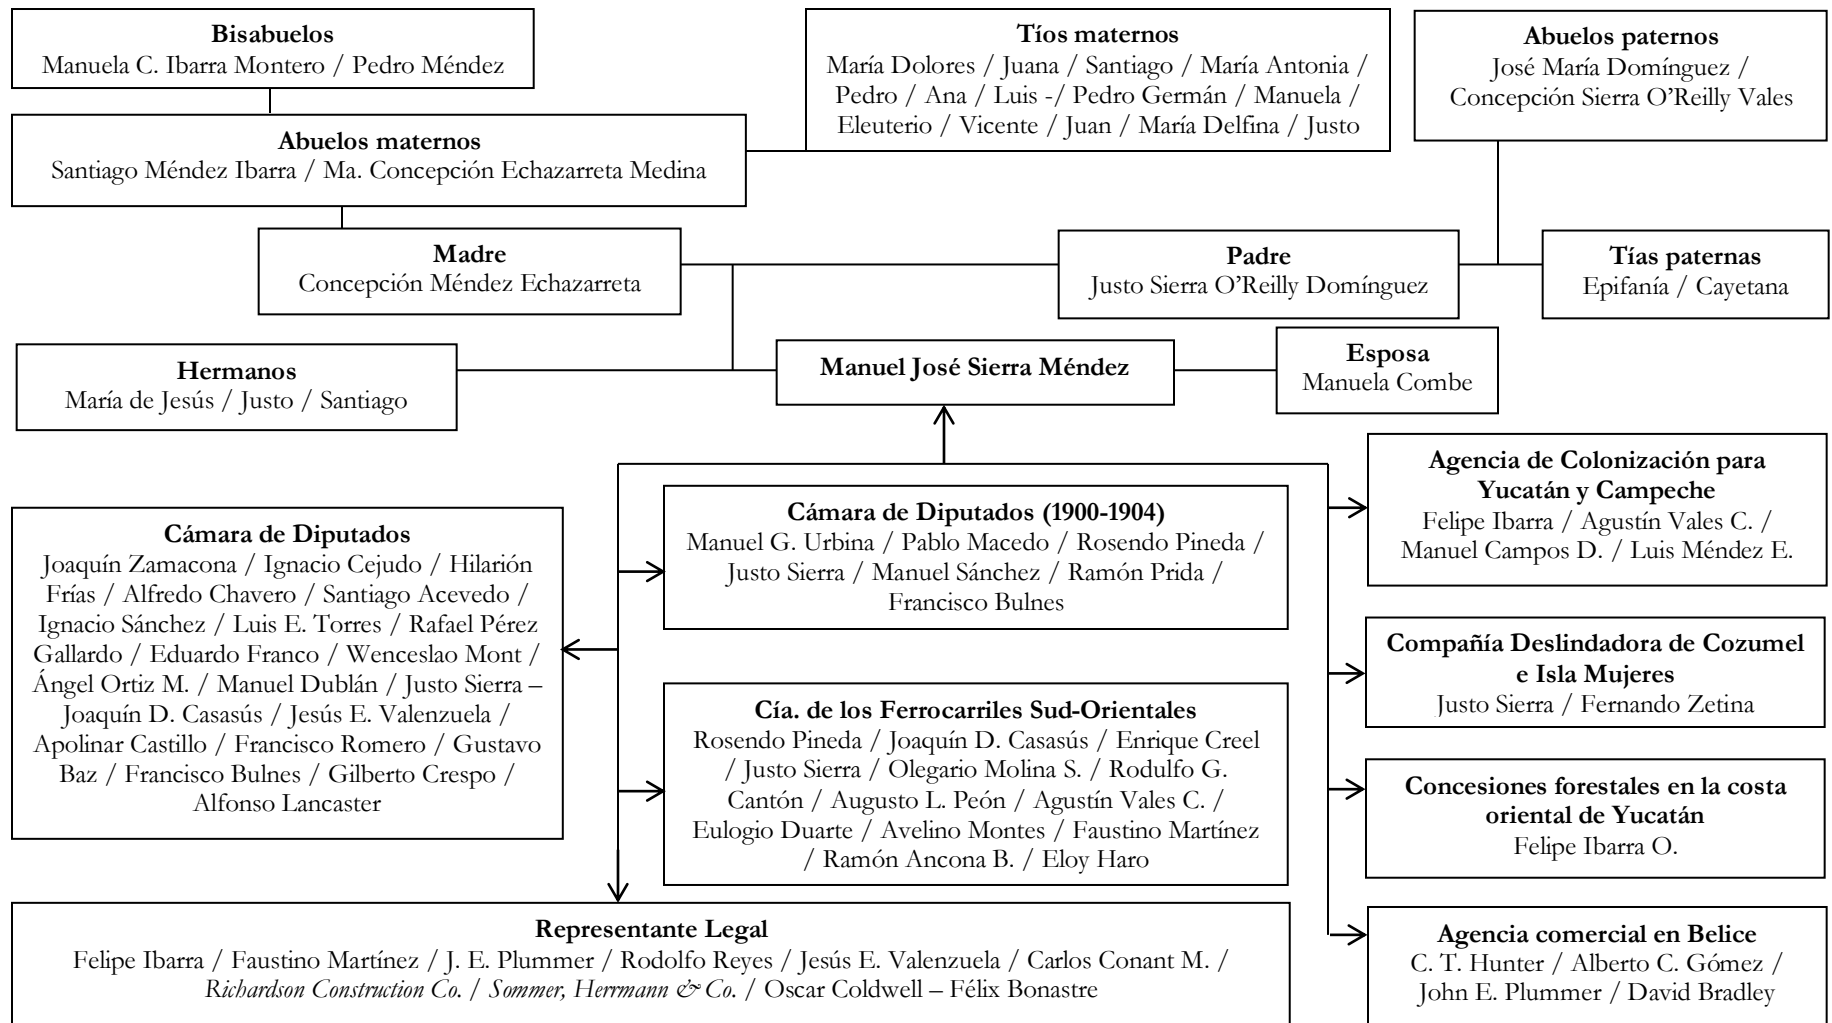 Bisabuelos
Manuela C. Ibarra Montero / Pedro Méndez
Tíos maternos
María Dolores / Juana / Santiago / María Antonia /
Pedro / Ana / Luis -/ Pedro Germán / Manuela /
Eleuterio / Vicente / Juan / María Delfina / Justo
Abuelos paternos
José María Domínguez /
Concepción Sierra O’Reilly Vales
Abuelos maternos
Santiago Méndez Ibarra / Ma. Concepción Echazarreta Medina
Madre
Concepción Méndez Echazarreta
Padre
Justo Sierra O’Reilly Domínguez
Tías paternas
Epifanía / Cayetana
Hermanos
María de Jesús / Justo / Santiago
Manuel José Sierra Méndez
Esposa
Manuela Combe
Cámara de Diputados
Joaquín Zamacona / Ignacio Cejudo / Hilarión
Frías / Alfredo Chavero / Santiago Acevedo /
Ignacio Sánchez / Luis E. Torres / Rafael Pérez
Gallardo / Eduardo Franco / Wenceslao Mont /
Ángel Ortiz M. / Manuel Dublán / Justo Sierra –
Joaquín D. Casasús / Jesús E. Valenzuela /
Apolinar Castillo / Francisco Romero / Gustavo
Baz / Francisco Bulnes / Gilberto Crespo /
Alfonso Lancaster
Cámara de Diputados (1900-1904)
Manuel G. Urbina / Pablo Macedo / Rosendo Pineda /
Justo Sierra / Manuel Sánchez / Ramón Prida /
Francisco Bulnes
Cía. de los Ferrocarriles Sud-Orientales
Rosendo Pineda / Joaquín D. Casasús / Enrique Creel
/ Justo Sierra / Olegario Molina S. / Rodulfo G.
Cantón / Augusto L. Peón / Agustín Vales C. /
Eulogio Duarte / Avelino Montes / Faustino Martínez
/ Ramón Ancona B. / Eloy Haro
Agencia de Colonización para
Yucatán y Campeche
Felipe Ibarra / Agustín Vales C. /
Manuel Campos D. / Luis Méndez E.
Compañía Deslindadora de Cozumel
e Isla Mujeres
Justo Sierra / Fernando Zetina
Concesiones forestales en la costa
oriental de Yucatán
Felipe Ibarra O.
Agencia comercial en Belice
C. T. Hunter / Alberto C. Gómez /
John E. Plummer / David Bradley
Representante Legal
Felipe Ibarra / Faustino Martínez / J. E. Plummer / Rodolfo Reyes / Jesús E. Valenzuela / Carlos Conant M. /
Richardson Construction Co. / Sommer, Herrmann & Co. / Oscar Coldwell – Félix Bonastre